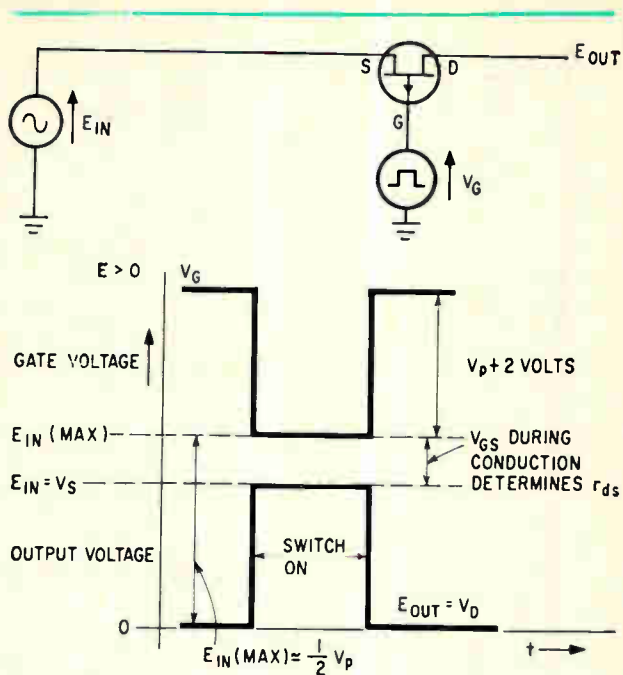 S D
E OUT
E IN
G
V G
E > 0 V G
GATE VOLTAGE
V p + 2 VOLTS
E IN (MAX)
V GS DURING
CONDUCTION
DETERMINES r ds
E IN = V S
OUTPUT VOLTAGE
SWITCH
ON
E OUT = V D
0
t
E IN (MAX) ≃ 1/2 V p